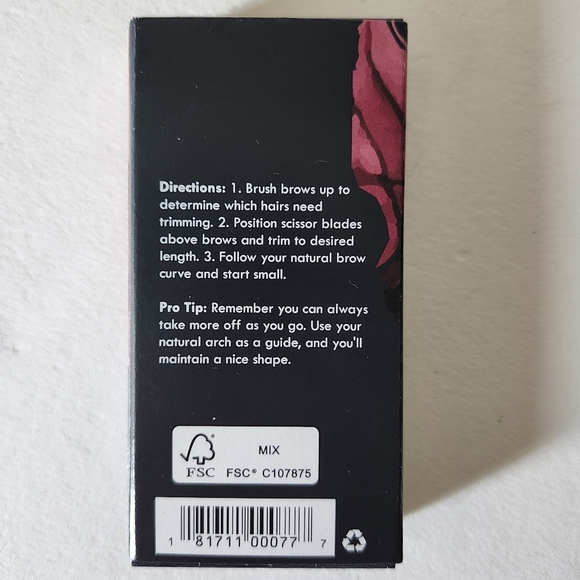 Directions: 1. Brush brows up to
determine which hairs need
trimming. 2. Position scissor blades
above brows and trim to desired
length. 3. Follow your natural brow
curve and start small.
Pro Tip: Remember you can always
take more off as you go. Use your
natural arch as a guide, and you'll
maintain a nice shape.
FSC
MIX
FSC® C107875
1 81711 00077 7